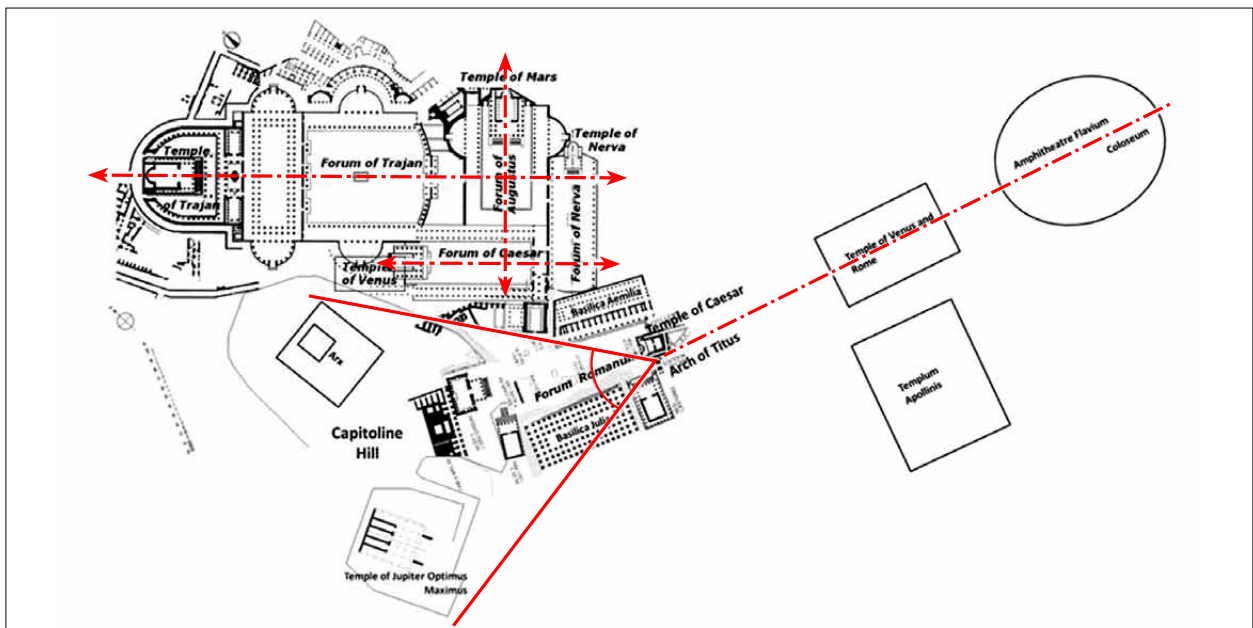 Temple of Mars
Temple of
Nerva
Temple
of Trajan
Forum of Trajan
Forum of
Augustus
Forum of Nerva
Forum of Caesar
Temple
of Venus
Basilica Aemilia
Temple of Caesar
Arch of Titus
Forum Romanum
Basilica Julia
Arx
Capitoline
Hill
Temple of Jupiter Optimus
Maximus
Amphitheatre Flavium
Coloseum
Temple of Venus and
Rome
Templum
Apollinis